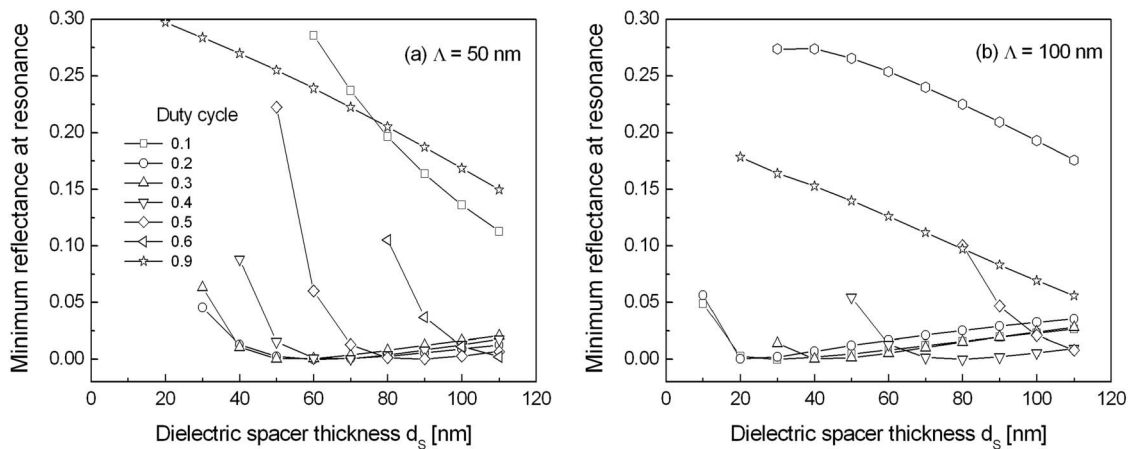 (a) Λ = 50 nm
Minimum reflectance at resonance
0.30
0.25
0.20
0.15
0.10
0.05
0.00
Duty cycle
0.1
0.2
0.3
0.4
0.5
0.6
0.9
0 20 40 60 80 100 120
Dielectric spacer thickness dS [nm]
(b) Λ = 100 nm
Minimum reflectance at resonance
0.30
0.25
0.20
0.15
0.10
0.05
0.00
0 20 40 60 80 100 120
Dielectric spacer thickness dS [nm]